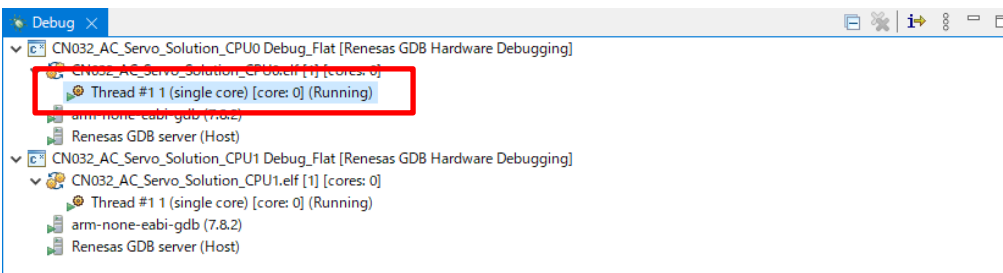 Debug
CN032_AC_Servo_Solution_CPU0 Debug_Flat [Renesas GDB Hardware Debugging]
CN032_AC_Servo_Solution_CPU0.elf [1] [cores: 0]
Thread #1 1 (single core) [core: 0] (Running)
arm-none-eabi-gdb (7.8.2)
Renesas GDB server (Host)
CN032_AC_Servo_Solution_CPU1 Debug_Flat [Renesas GDB Hardware Debugging]
CN032_AC_Servo_Solution_CPU1.elf [1] [cores: 0]
Thread #1 1 (single core) [core: 0] (Running)
arm-none-eabi-gdb (7.8.2)
Renesas GDB server (Host)